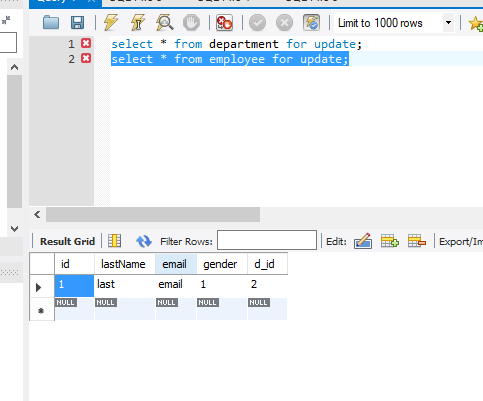 Limit to 1000 rows
1 select * from department for update;
2 select * from employee for update;
Result Grid Filter Rows: Edit: Export/Im
id lastName email gender d_id
1 last email 1 2
NULL NULL NULL NULL NULL